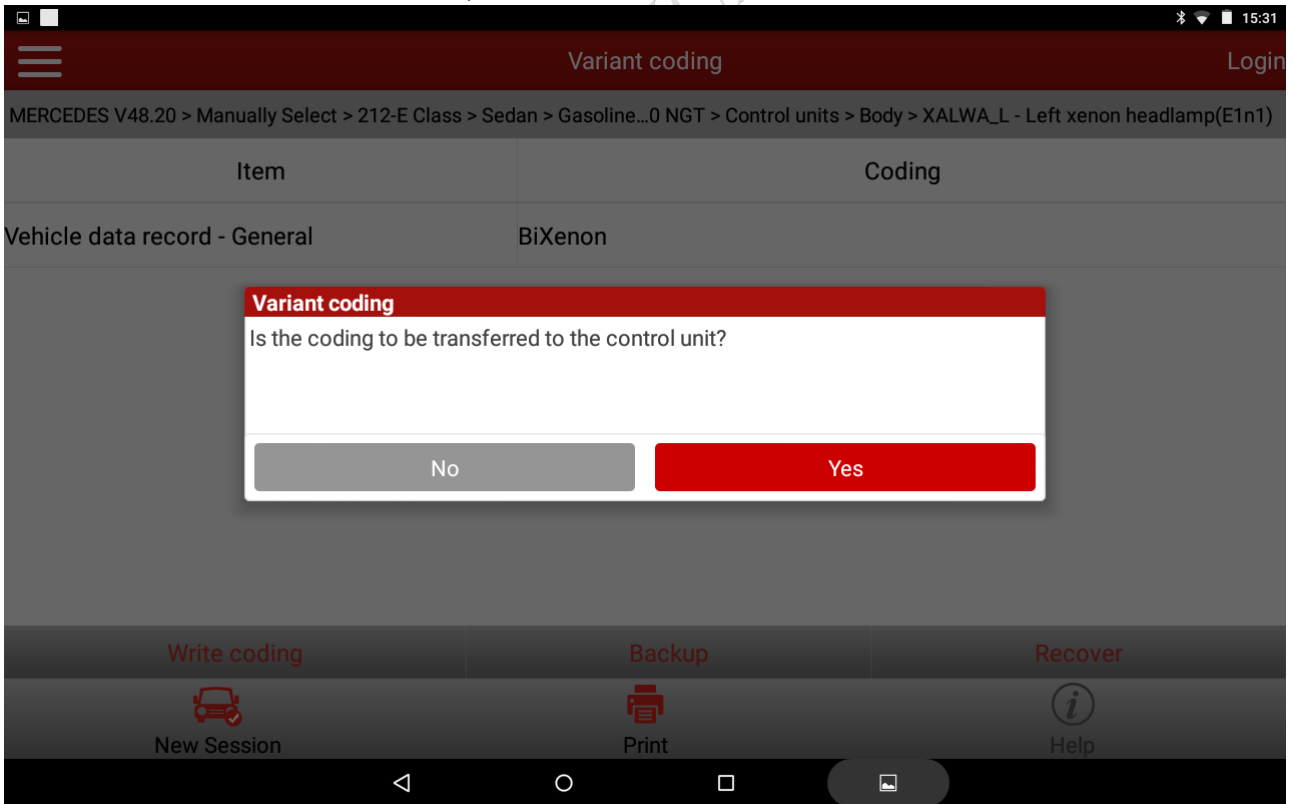 15:31
Variant coding
Login
MERCEDES V48.20 > Manually Select > 212-E Class > Sedan > Gasoline...0 NGT > Control units > Body > XALWA_L - Left xenon headlamp(E1n1)
Item
Coding
Vehicle data record - General
BiXenon
Variant coding
Is the coding to be transferred to the control unit?
No
Yes
Write coding
Backup
Recover
New Session
Print
Help